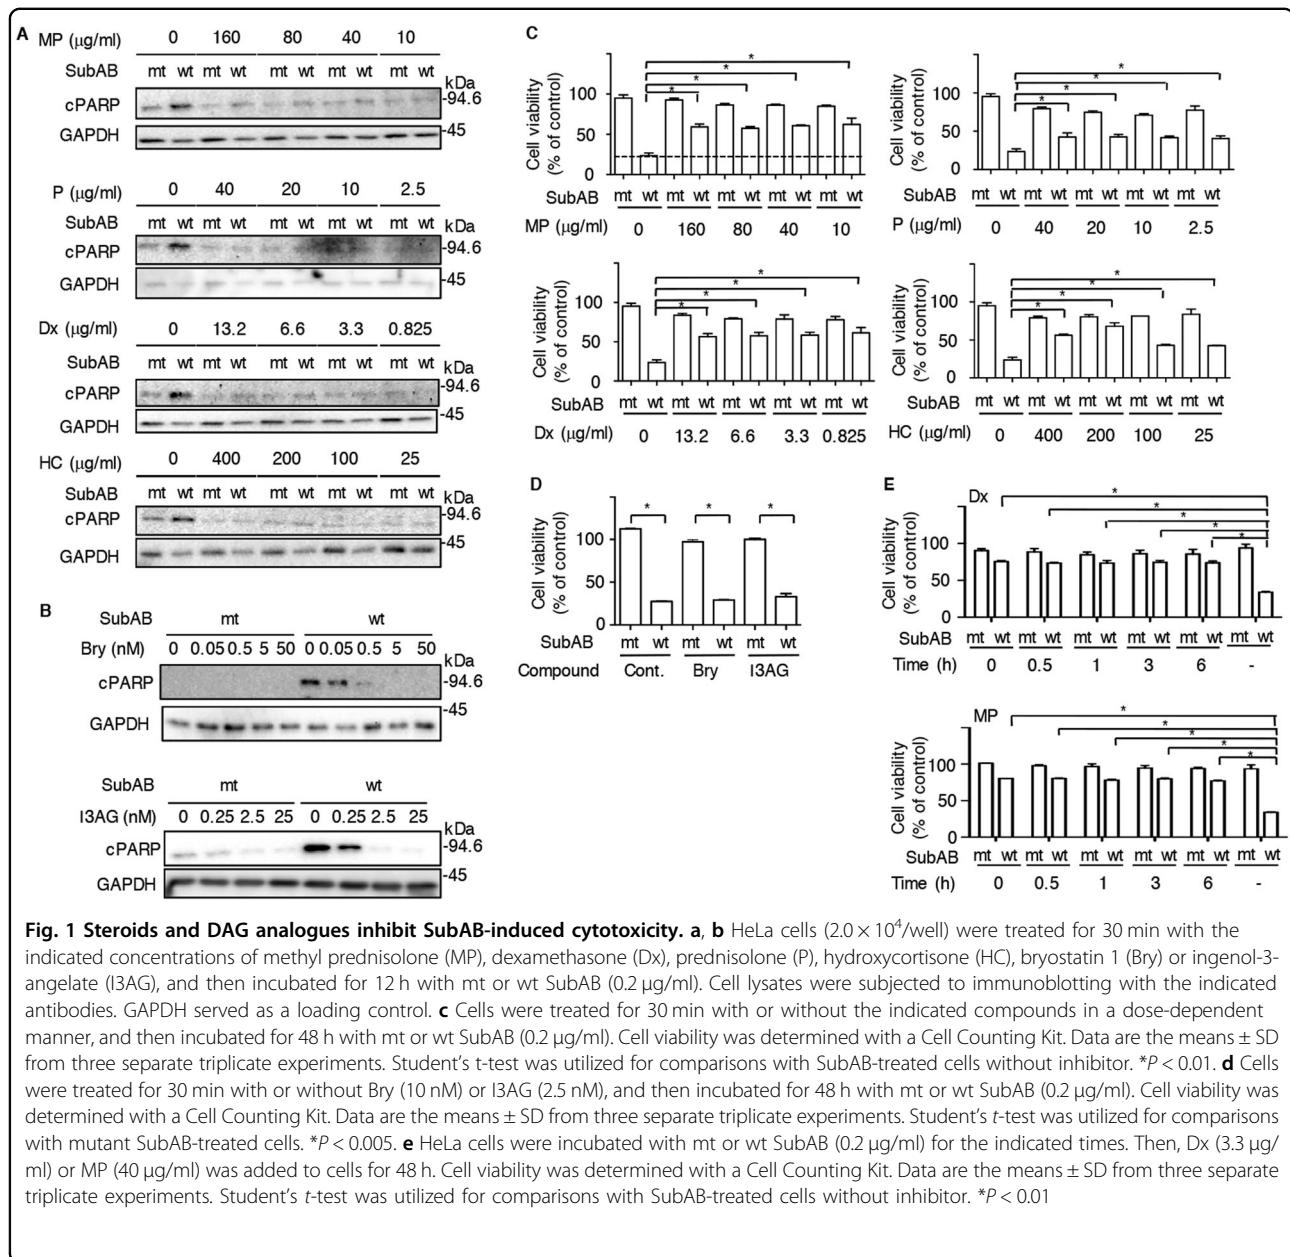 A
MP (μg/ml) 0 160 80 40 10
SubAB mt wt mt wt mt wt mt wt mt wt
kDa
cPARP -94.6
GAPDH -45
P (μg/ml) 0 40 20 10 2.5
SubAB mt wt mt wt mt wt mt wt mt wt
kDa
cPARP -94.6
GAPDH -45
Dx (μg/ml) 0 13.2 6.6 3.3 0.825
SubAB mt wt mt wt mt wt mt wt mt wt
kDa
cPARP -94.6
GAPDH -45
HC (μg/ml) 0 400 200 100 25
SubAB mt wt mt wt mt wt mt wt mt wt
kDa
cPARP -94.6
GAPDH -45
B
SubAB mt wt
Bry (nM) 0 0.05 0.5 5 50 0 0.05 0.5 5 50
kDa
cPARP -94.6
GAPDH -45
SubAB mt wt
I3AG (nM) 0 0.25 2.5 25 0 0.25 2.5 25
kDa
cPARP -94.6
GAPDH -45
C
Cell viability
(% of control)
100
50
0
* * * *
SubAB mt wt mt wt mt wt mt wt mt wt
MP (μg/ml) 0 160 80 40 10
Cell viability
(% of control)
100
50
0
* * * *
SubAB mt wt mt wt mt wt mt wt mt wt
P (μg/ml) 0 40 20 10 2.5
Cell viability
(% of control)
100
50
0
* * * *
SubAB mt wt mt wt mt wt mt wt mt wt
Dx (μg/ml) 0 13.2 6.6 3.3 0.825
Cell viability
(% of control)
100
50
0
* * * *
SubAB mt wt mt wt mt wt mt wt mt wt
HC (μg/ml) 0 400 200 100 25
D
Cell viability
(% of control)
100
50
0
* * *
SubAB mt wt mt wt mt wt
Compound Cont. Bry I3AG
E
Dx
Cell viability
(% of control)
100
50
0
* * * * *
SubAB mt wt mt wt mt wt mt wt mt wt mt wt
Time (h) 0 0.5 1 3 6 -
MP
Cell viability
(% of control)
100
50
0
* * * * *
SubAB mt wt mt wt mt wt mt wt mt wt mt wt
Time (h) 0 0.5 1 3 6 -
Fig. 1 Steroids and DAG analogues inhibit SubAB-induced cytotoxicity. a, b HeLa cells (2.0 × 10⁴/well) were treated for 30 min with the
indicated concentrations of methyl prednisolone (MP), dexamethasone (Dx), prednisolone (P), hydroxycortisone (HC), bryostatin 1 (Bry) or ingenol-3-
angelate (I3AG), and then incubated for 12 h with mt or wt SubAB (0.2 μg/ml). Cell lysates were subjected to immunoblotting with the indicated
antibodies. GAPDH served as a loading control. c Cells were treated for 30 min with or without the indicated compounds in a dose-dependent
manner, and then incubated for 48 h with mt or wt SubAB (0.2 μg/ml). Cell viability was determined with a Cell Counting Kit. Data are the means ± SD
from three separate triplicate experiments. Student's t-test was utilized for comparisons with SubAB-treated cells without inhibitor. *P < 0.01. d Cells
were treated for 30 min with or without Bry (10 nM) or I3AG (2.5 nM), and then incubated for 48 h with mt or wt SubAB (0.2 μg/ml). Cell viability was
determined with a Cell Counting Kit. Data are the means ± SD from three separate triplicate experiments. Student's t-test was utilized for comparisons
with mutant SubAB-treated cells. *P < 0.005. e HeLa cells were incubated with mt or wt SubAB (0.2 μg/ml) for the indicated times. Then, Dx (3.3 μg/
ml) or MP (40 μg/ml) was added to cells for 48 h. Cell viability was determined with a Cell Counting Kit. Data are the means ± SD from three separate
triplicate experiments. Student's t-test was utilized for comparisons with SubAB-treated cells without inhibitor. *P < 0.01